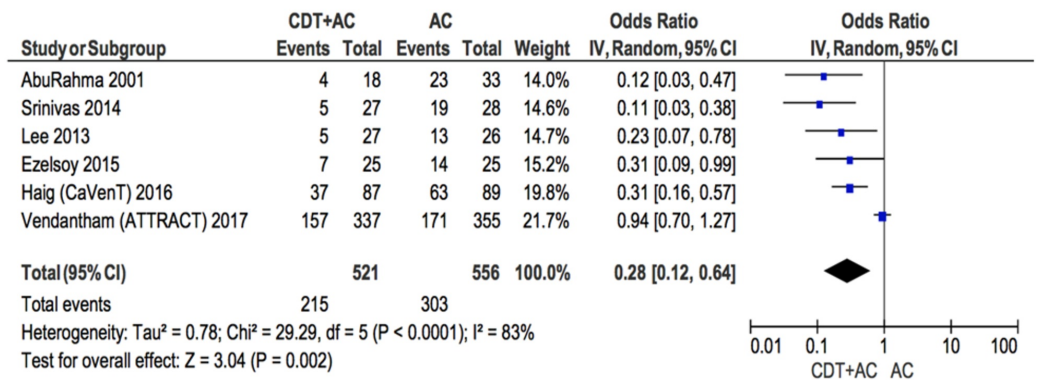 CDT+AC AC Odds Ratio Odds Ratio
Study or Subgroup Events Total Events Total Weight IV, Random, 95% CI IV, Random, 95% CI
AbuRahma 2001 4 18 23 33 14.0% 0.12 [0.03, 0.47]
Srinivas 2014 5 27 19 28 14.6% 0.11 [0.03, 0.38]
Lee 2013 5 27 13 26 14.7% 0.23 [0.07, 0.78]
Ezelsoy 2015 7 25 14 25 15.2% 0.31 [0.09, 0.99]
Haig (CaVenT) 2016 37 87 63 89 19.8% 0.31 [0.16, 0.57]
Vendantham (ATTRACT) 2017 157 337 171 355 21.7% 0.94 [0.70, 1.27]
Total (95% CI) 521 556 100.0% 0.28 [0.12, 0.64]
Total events 215 303
Heterogeneity: Tau² = 0.78; Chi² = 29.29, df = 5 (P < 0.0001); I² = 83%
Test for overall effect: Z = 3.04 (P = 0.002)
0.01 0.1 1 10 100
CDT+AC AC